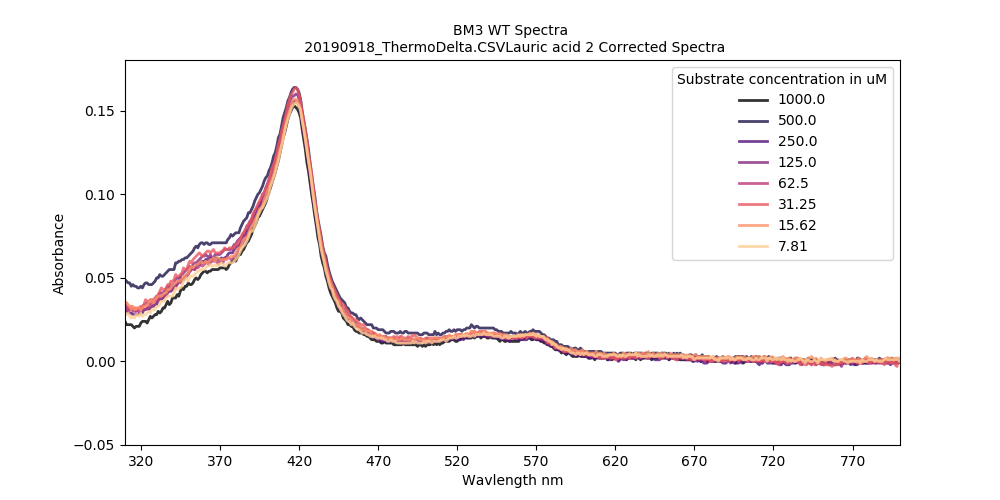 BM3 WT Spectra
20190918_ThermoDelta.CSVLauric acid 2 Corrected Spectra
Substrate concentration in uM
1000.0
500.0
250.0
125.0
62.5
31.25
15.62
7.81
Absorbance
0.15
0.10
0.05
0.00
−0.05
320 370 420 470 520 570 620 670 720 770
Wavlength nm